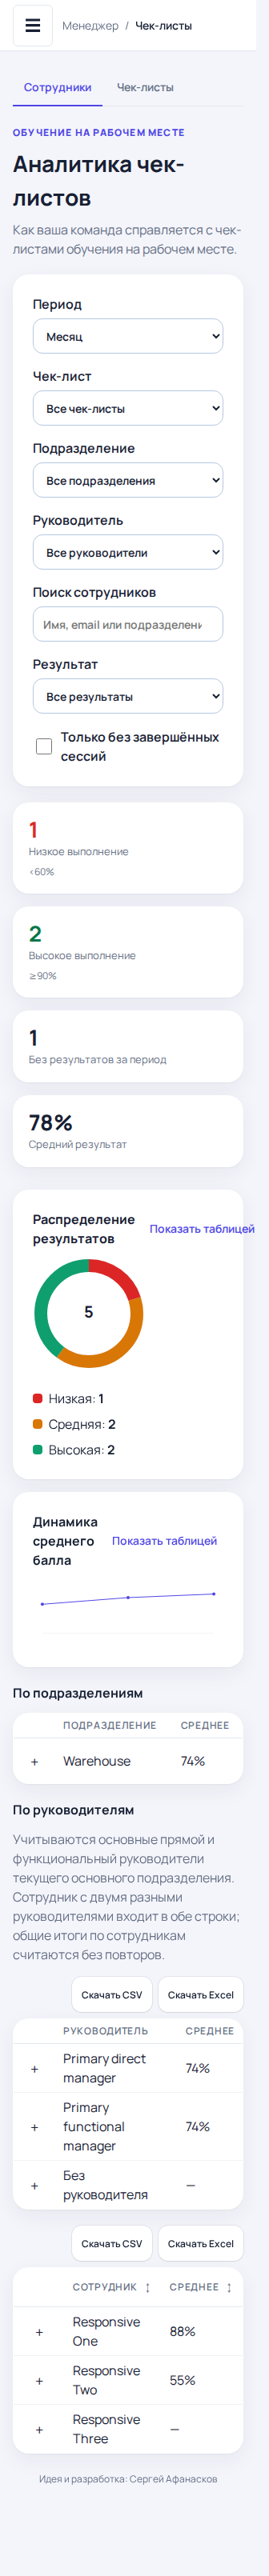 Менеджер / Чек-листы
Сотрудники Чек-листы
ОБУЧЕНИЕ НА РАБОЧЕМ МЕСТЕ
Аналитика чек-
листов
Как ваша команда справляется с чек-
листами обучения на рабочем месте.
Период
Месяц
Чек-лист
Все чек-листы
Подразделение
Все подразделения
Руководитель
Все руководители
Поиск сотрудников
Имя, email или подразделени
Результат
Все результаты
Только без завершённых
сессий
1
Низкое выполнение
<60%
2
Высокое выполнение
≥90%
1
Без результатов за период
78%
Средний результат
Распределение
результатов
Показать таблицей
5
Низкая: 1
Средняя: 2
Высокая: 2
Динамика
среднего
балла
Показать таблицей
По подразделениям
ПОДРАЗДЕЛЕНИЕ СРЕДНЕЕ
+ Warehouse 74%
По руководителям
Учитываются основные прямой и
функциональный руководители
текущего основного подразделения.
Сотрудник с двумя разными
руководителями входит в обе строки;
общие итоги по сотрудникам
считаются без повторов.
Скачать CSV Скачать Excel
РУКОВОДИТЕЛЬ СРЕДНЕЕ
+ Primary direct
manager 74%
+ Primary
functional
manager 74%
+ Без
руководителя —
Скачать CSV Скачать Excel
СОТРУДНИК ↕ СРЕДНЕЕ ↕
+ Responsive
One 88%
+ Responsive
Two 55%
+ Responsive
Three —
Идея и разработка: Сергей Афанасков